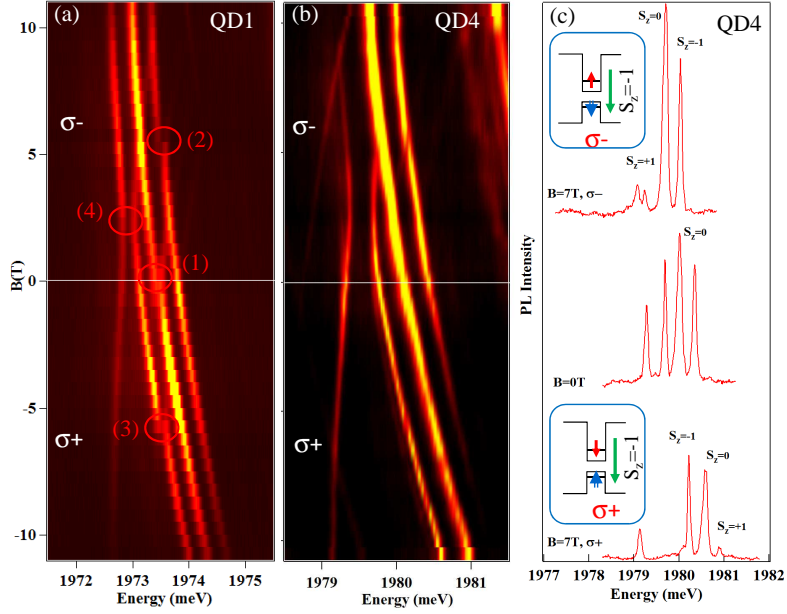 (a)
QD1
σ-
(2)
(4)
(1)
(3)
σ+
B(T)
10
5
0
-5
-10
1972
1973
1974
1975
Energy (meV)
(b)
QD4
σ-
σ+
1979
1980
1981
Energy (meV)
(c)
QD4
S_z=0
S_z=-1
S_z=-1
σ-
S_z=+1
B=7T, σ−
S_z=0
B=0T
S_z=-1
σ+
S_z=-1
S_z=0
S_z=+1
B=7T, σ+
PL Intensity
1977
1978
1979
1980
1981
1982
Energy (meV)